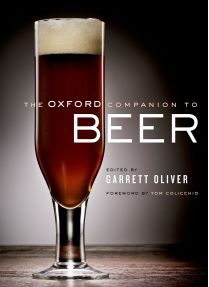 THE OXFORD COMPANION TO
BEER
EDITED BY
GARRETT OLIVER
FOREWORD BY TOM COLICCHIO